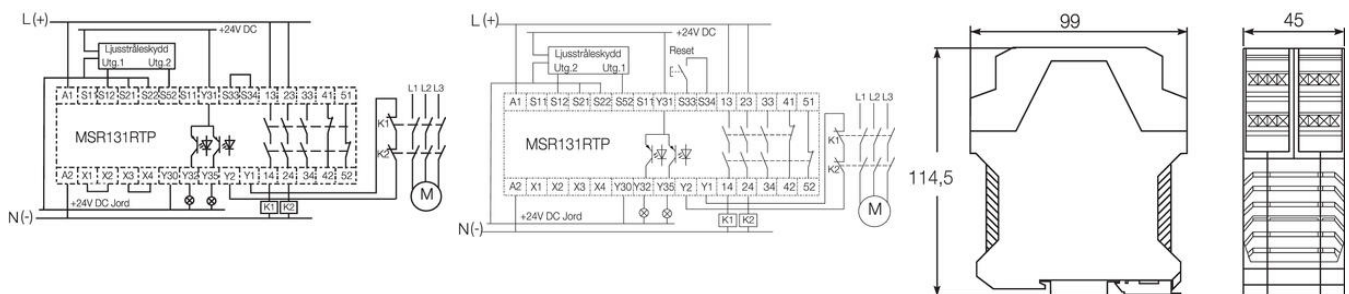 L (+)
+24V DC
Ljusstråleskydd
Utg.1 Utg.2
A1 S11 S12 S21 S22 S52 S11 Y31 S33 S34 13 23 33 41 51
L1 L2 L3
MSR131RTP
K1
K2
A2 X1 X2 X3 X4 Y30 Y32 Y35 Y2 Y1 14 24 34 42 52
M
+24V DC Jord
K1 K2
N(-)
L (+)
+24V DC
Ljusstråleskydd
Utg.2 Utg.1
Reset
A1 S11 S12 S21 S22 S52 S11 Y31 S33 S34 13 23 33 41 51
L1 L2 L3
MSR131RTP
K1
K2
A2 X1 X2 X3 X4 Y30 Y32 Y35 Y2 Y1 14 24 34 42 52
M
+24V DC Jord
K1 K2
N(-)
99
114,5
45